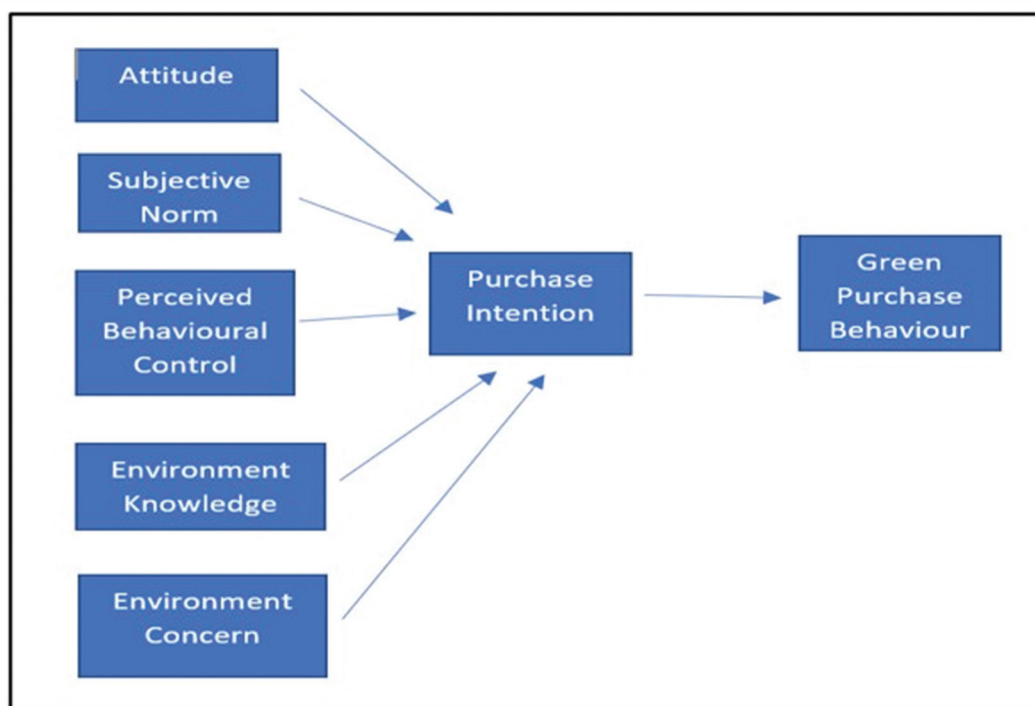 Attitude
Subjective
Norm
Perceived
Behavioural
Control
Environment
Knowledge
Environment
Concern
Purchase
Intention
Green
Purchase
Behaviour